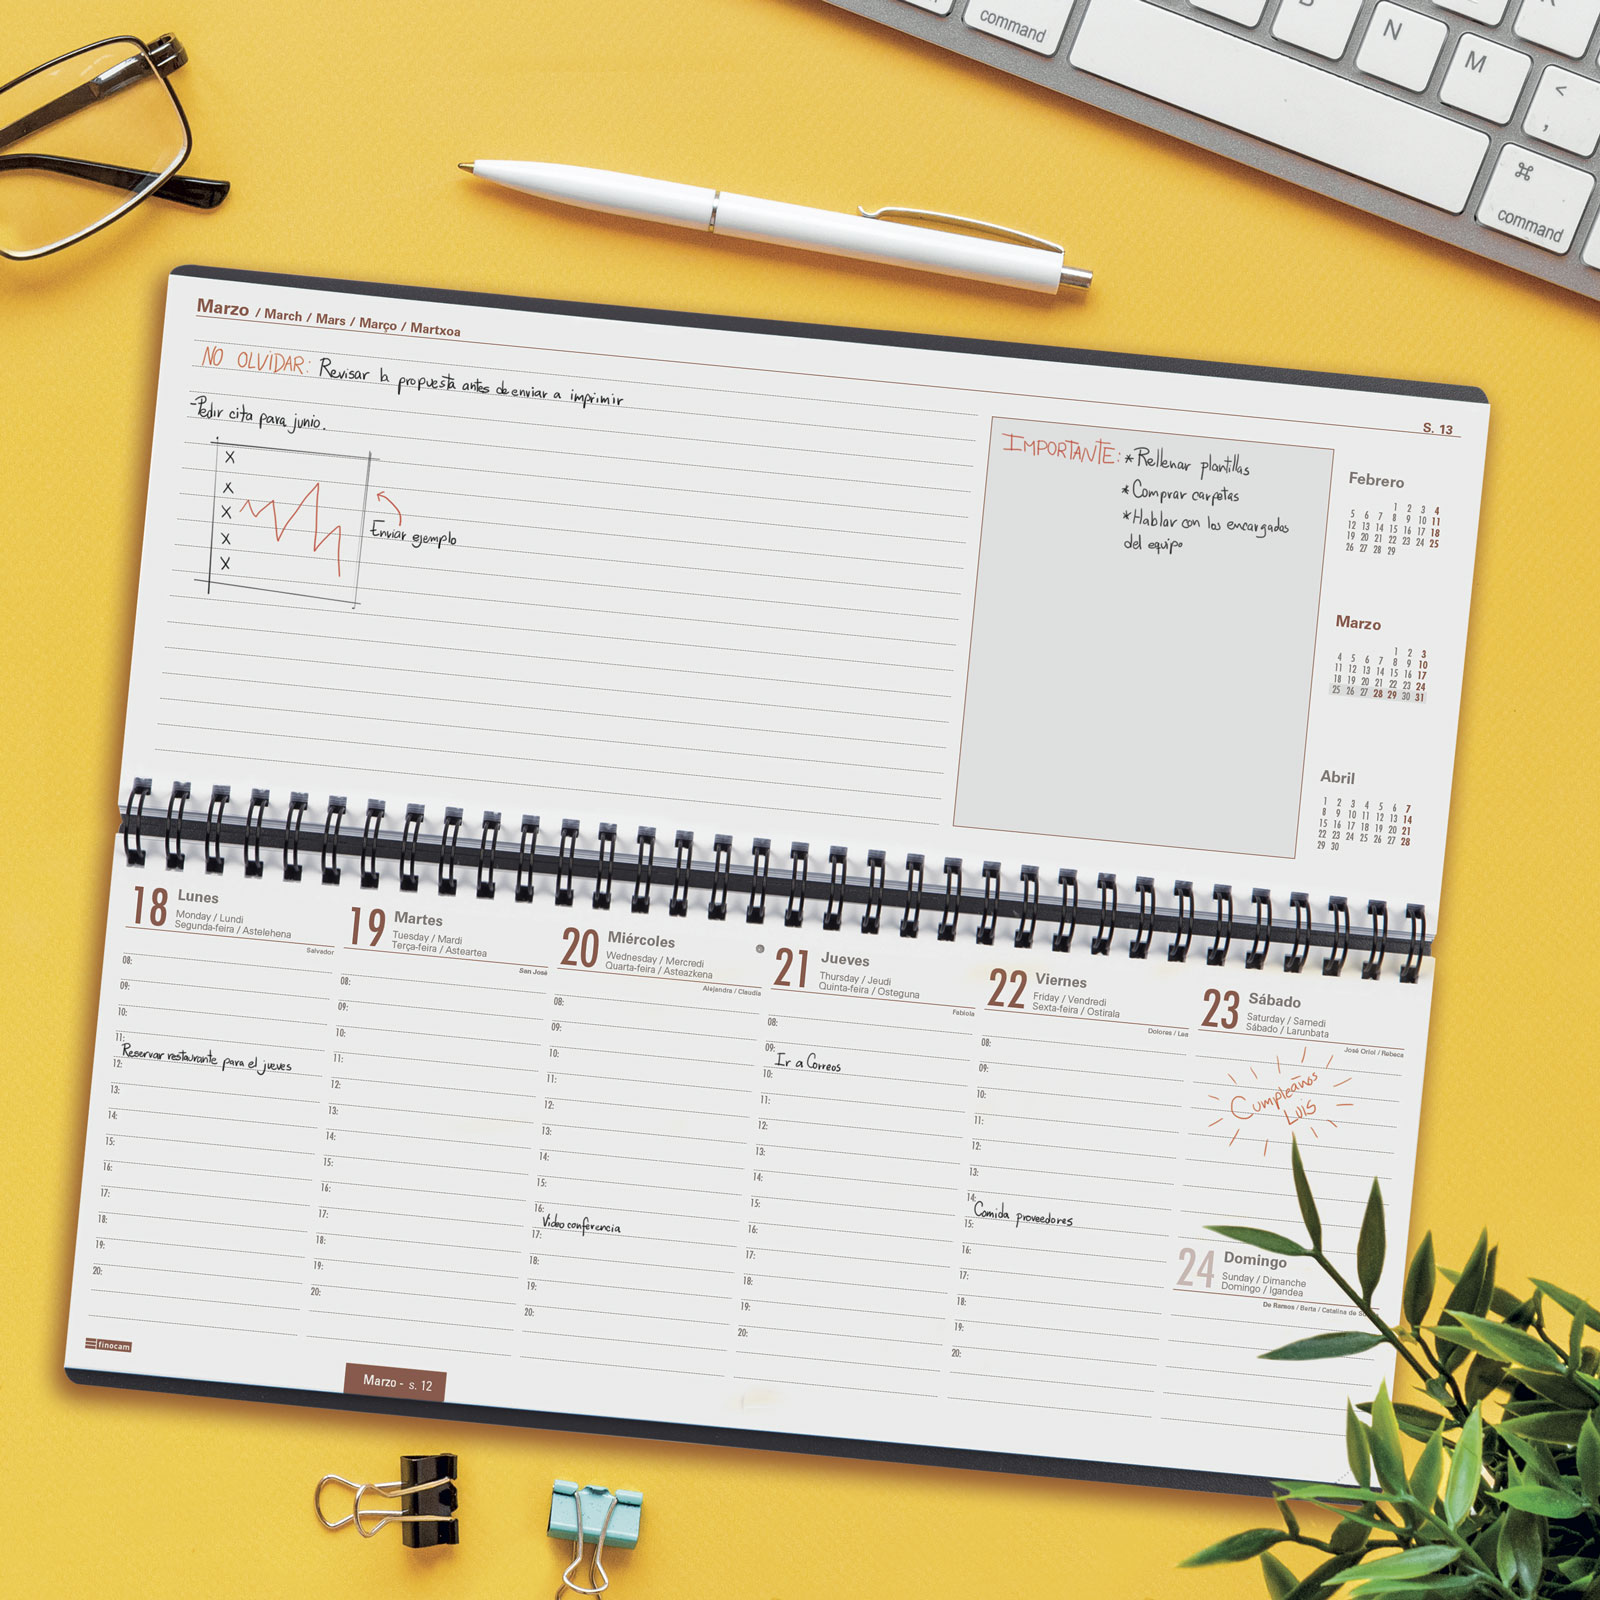 command
B
N
M
<
,
⌘
command
Marzo / March / Mars / Março / Martxoa
S. 13
NO OLVIDAR: Revisar la propuesta antes de enviar a imprimir
-Pedir cita para junio.
X
X
X
X
X
Enviar ejemplo
IMPORTANTE: *Rellenar plantillas
*Comprar carpetas
*Hablar con los encargados
del equipo
Febrero
1 2 3 4
5 6 7 8 9 10 11
12 13 14 15 16 17 18
19 20 21 22 23 24 25
26 27 28 29
Marzo
1 2 3
4 5 6 7 8 9 10
11 12 13 14 15 16 17
18 19 20 21 22 23 24
25 26 27 28 29 30 31
Abril
1 2 3 4 5 6 7
8 9 10 11 12 13 14
15 16 17 18 19 20 21
22 23 24 25 26 27 28
29 30
18 Lunes
Monday / Lundi
Segunda-feira / Astelehena
Salvador
08:
09:
10:
11:
Reservar restaurante para el jueves
12:
13:
14:
15:
16:
17:
18:
19:
20:
19 Martes
Tuesday / Mardi
Terça-feira / Asteartea
San José
08:
09:
10:
11:
12:
13:
14:
15:
16:
17:
18:
19:
20:
20 Miércoles
Wednesday / Mercredi
Quarta-feira / Asteazkena
Alejandra / Claudia
08:
09:
10:
11:
12:
13:
14:
15:
16:
Video conferencia
17:
18:
19:
20:
21 Jueves
Thursday / Jeudi
Quinta-feira / Osteguna
Fabiola
08:
09:
Ir a Correos
10:
11:
12:
13:
14:
15:
16:
17:
18:
19:
20:
22 Viernes
Friday / Vendredi
Sexta-feira / Ostirala
Dolores / Lea
08:
09:
10:
11:
12:
13:
14:
Comida proveedores
15:
16:
17:
18:
19:
20:
23 Sábado
Saturday / Samedi
Sábado / Larunbata
José Oriol / Rebeca
Cumpleaños
Luis
24 Domingo
Sunday / Dimanche
Domingo / Igandea
De Ramos / Berta / Catalina de
finocam
Marzo - s. 12